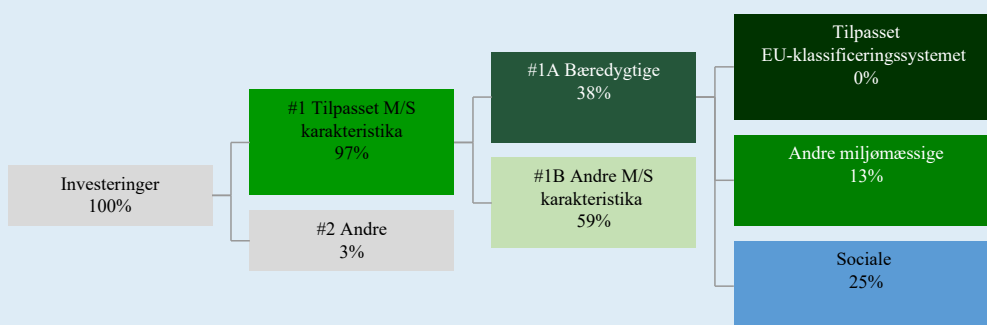 Investeringer
100%
#1 Tilpasset M/S
karakteristika
97%
#2 Andre
3%
#1A Bæredygtige
38%
#1B Andre M/S
karakteristika
59%
Tilpasset
EU-klassificeringssystemet
0%
Andre miljømæssige
13%
Sociale
25%